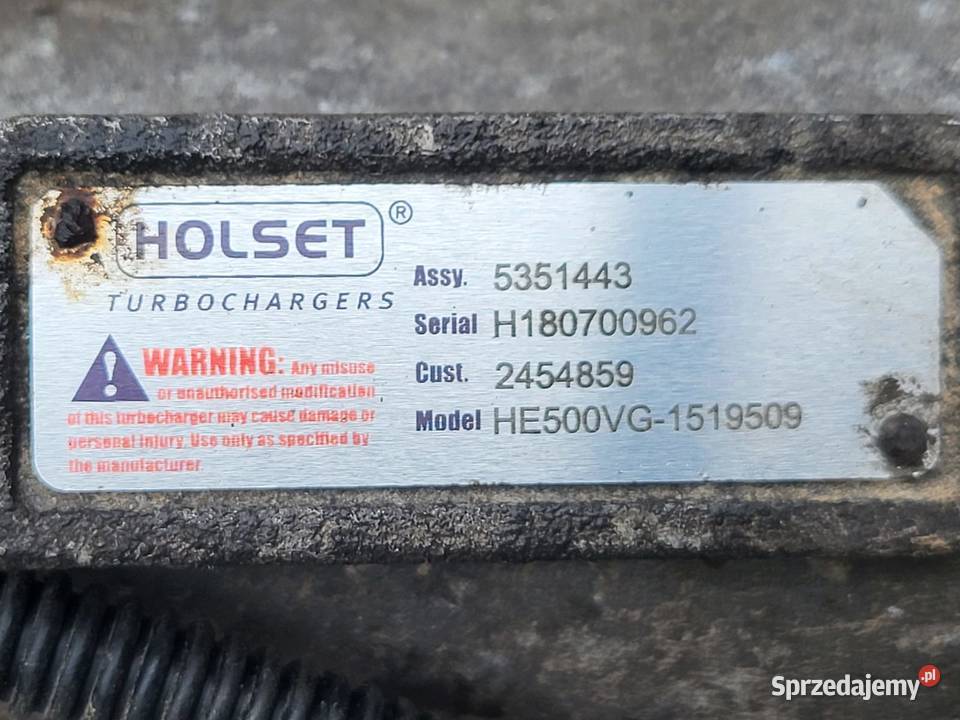 HOLSET®
TURBOCHARGERS
WARNING: Any misuse
or unauthorised modification
of this turbocharger may cause damage or
personal injury. Use only as specified by
the manufacturer
Assy. 5351443
Serial H180700962
Cust. 2454859
Model HE500VG-1519509
Sprzedajemy.pl